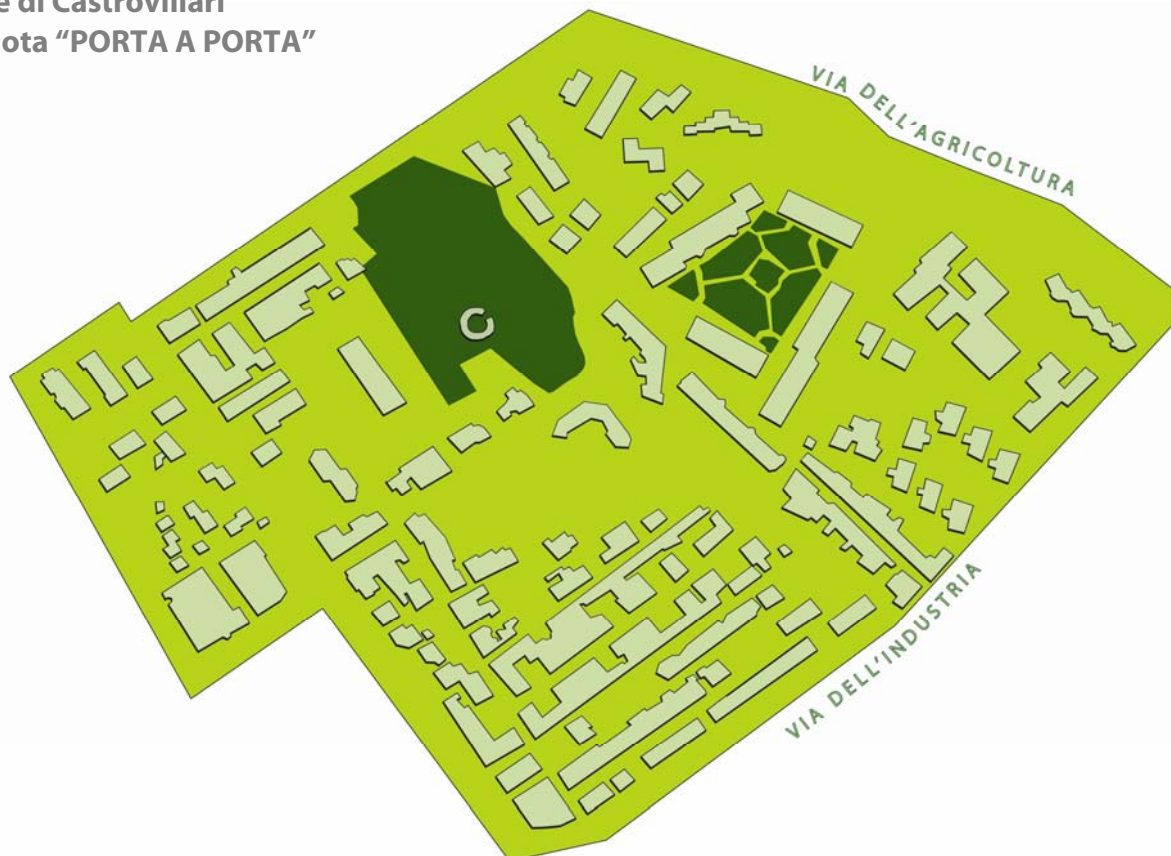 e di Castrovillari
ota “PORTA A PORTA”
VIA DELL’AGRICOLTURA
VIA DELL’INDUSTRIA